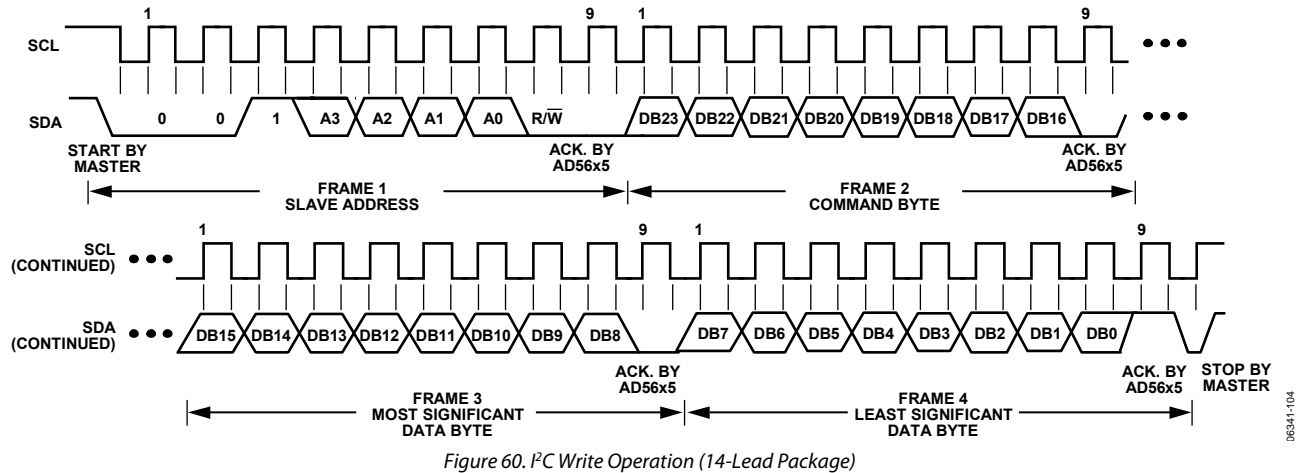 1 9 1 9
SCL
SDA 0 0 1 A3 A2 A1 A0 R/W̅ DB23 DB22 DB21 DB20 DB19 DB18 DB17 DB16
START BY
MASTER
ACK. BY
AD56x5
ACK. BY
AD56x5
FRAME 1
SLAVE ADDRESS
FRAME 2
COMMAND BYTE
1 9 1 9
SCL
(CONTINUED)
SDA
(CONTINUED)
DB15 DB14 DB13 DB12 DB11 DB10 DB9 DB8 DB7 DB6 DB5 DB4 DB3 DB2 DB1 DB0
ACK. BY
AD56x5
ACK. BY
AD56x5
STOP BY
MASTER
FRAME 3
MOST SIGNIFICANT
DATA BYTE
FRAME 4
LEAST SIGNIFICANT
DATA BYTE
06341-104
Figure 60. I²C Write Operation (14-Lead Package)